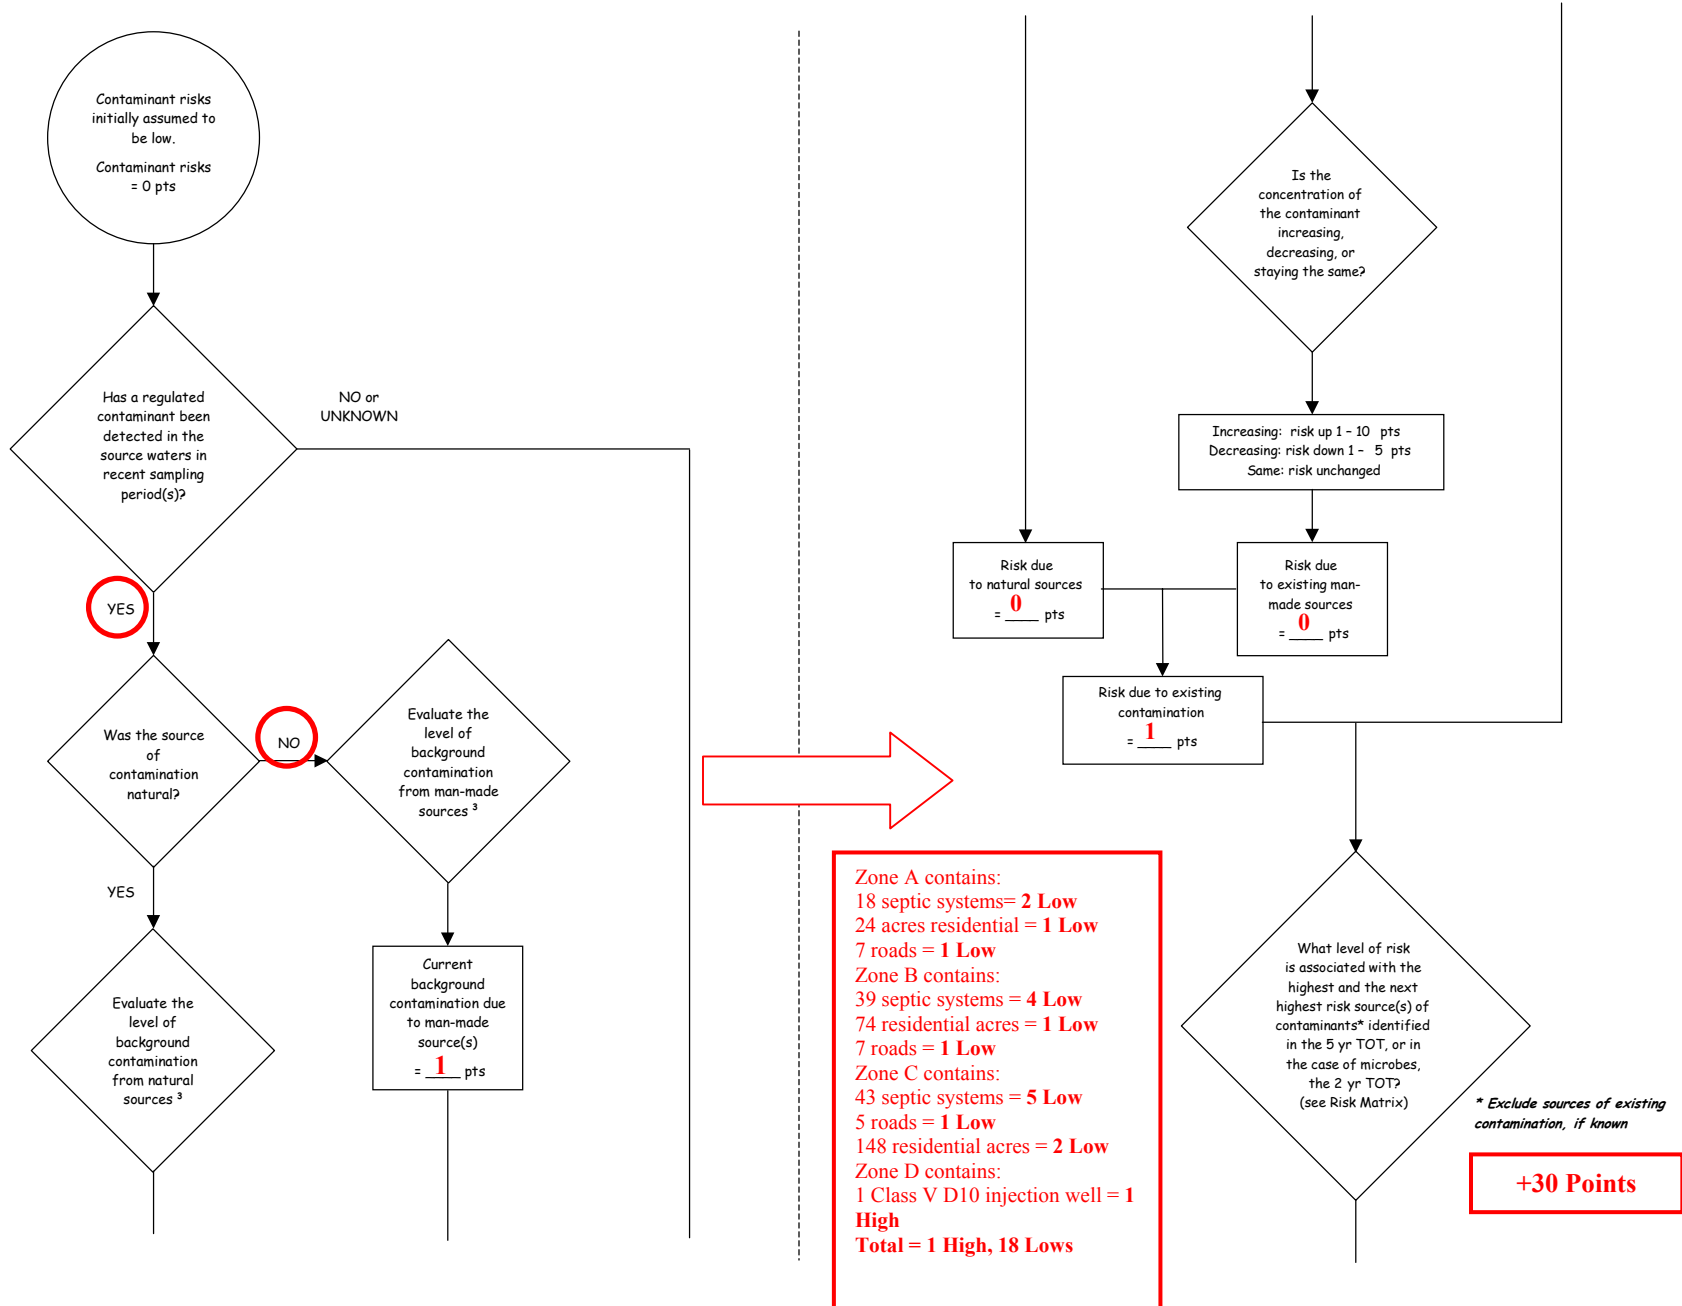 Contaminant risks
initially assumed to
be low.
Contaminant risks
= 0 pts
Has a regulated
contaminant been
detected in the
source waters in
recent sampling
period(s)?
NO or
UNKNOWN
YES
Was the source
of
contamination
natural?
NO
Evaluate the
level of
background
contamination
from man-made
sources ³
YES
Evaluate the
level of
background
contamination
from natural
sources ³
Current
background
contamination due
to man-made
source(s)
= 1 pts
Is the
concentration of
the contaminant
increasing,
decreasing, or
staying the same?
Increasing: risk up 1 – 10 pts
Decreasing: risk down 1 – 5 pts
Same: risk unchanged
Risk due
to natural sources
= 0 pts
Risk due
to existing man-
made sources
= 0 pts
Risk due to existing
contamination
= 1 pts
Zone A contains:
18 septic systems= 2 Low
24 acres residential = 1 Low
7 roads = 1 Low
Zone B contains:
39 septic systems = 4 Low
74 residential acres = 1 Low
7 roads = 1 Low
Zone C contains:
43 septic systems = 5 Low
5 roads = 1 Low
148 residential acres = 2 Low
Zone D contains:
1 Class V D10 injection well = 1
High
Total = 1 High, 18 Lows
What level of risk
is associated with the
highest and the next
highest risk source(s) of
contaminants* identified
in the 5 yr TOT, or in
the case of microbes,
the 2 yr TOT?
(see Risk Matrix)
* Exclude sources of existing
contamination, if known
+30 Points